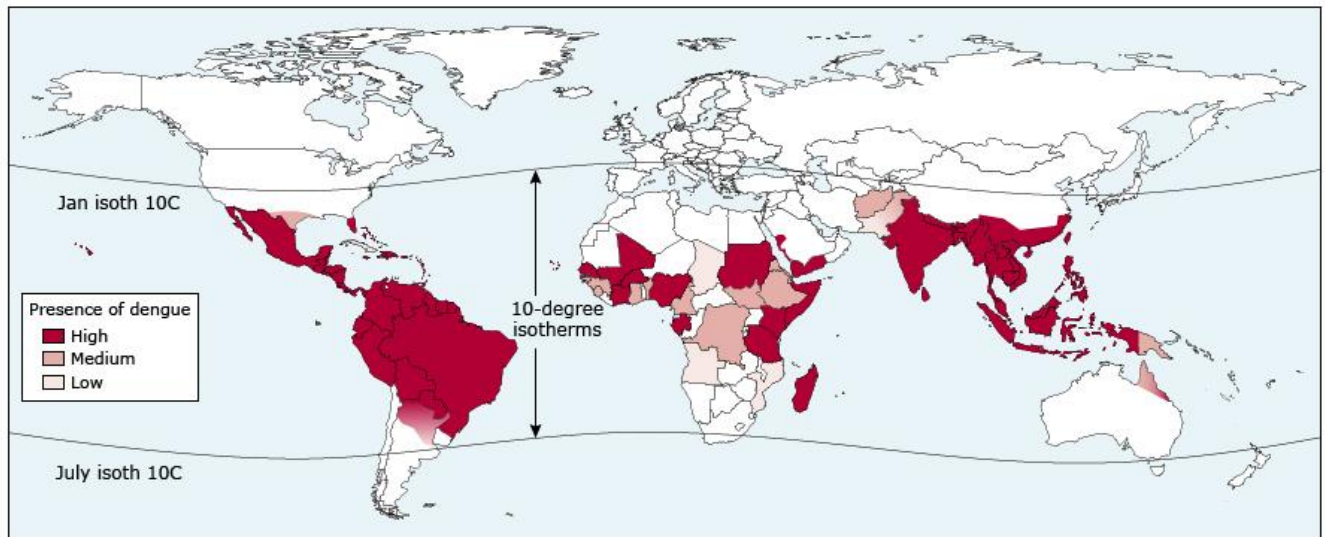 Jan isoth 10C
Presence of dengue
High
Medium
Low
10-degree
isotherms
July isoth 10C